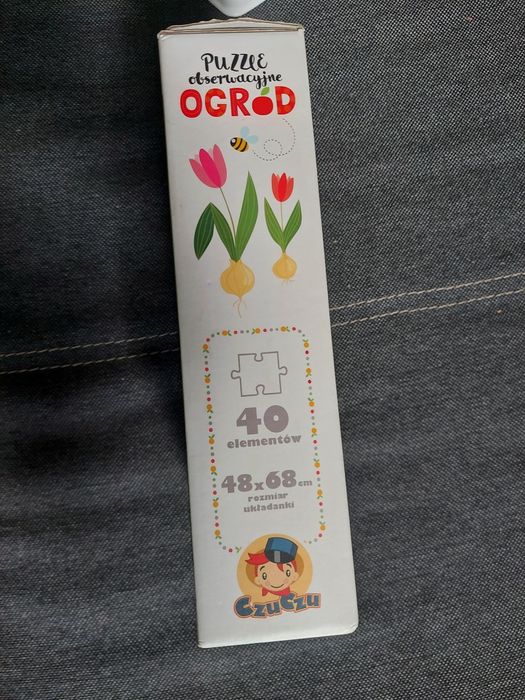 PUZZLE
obserwacyjne
OGRÓD
40
elementów
48x68cm
rozmiar
układanki
CzuCzu